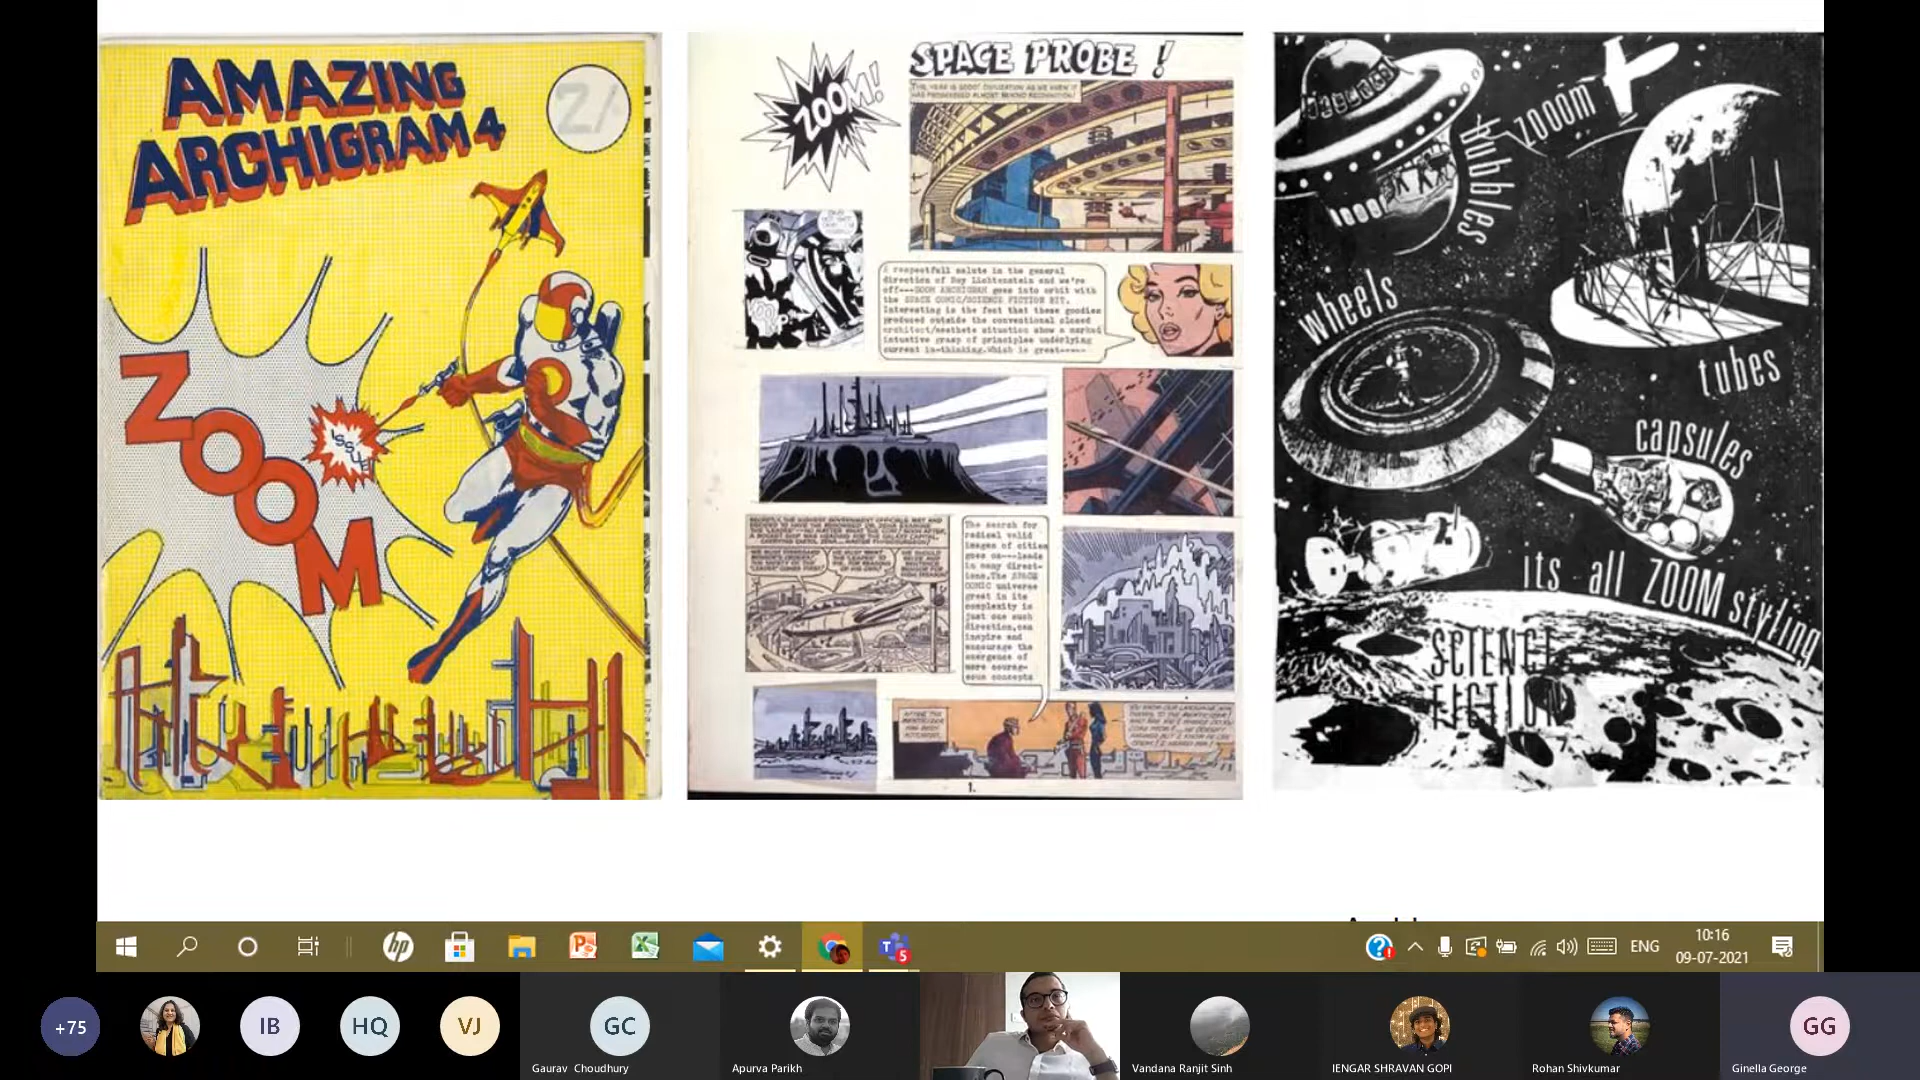 AMAZING
ARCHIGRAM 4
2/-
ZOOM
ISSUE
ZOOM!
SPACE PROBE!
A respectfull salute in the general
direction of Roy Lichtenstein and we're
off---ZOOM ARCHIGRAM goes into orbit with
the SPACE COMIC/SCIENCE FICTION BIT.
Interesting is the fact that these goodies
produced outside the conventional closed
architect/aesthete situation show a marked
intuitive grasp of principles underlying
current in-thinking. Which is great----
The search for
radical valid
images of cities
goes on---leads
in many direct-
ions. The SPACE
COMIC universe
great in its
complexity is
just one such
direction, can
inspire and
encourage the
emergence of
more courag-
eous concepts
1.
bubbles
zooom
wheels
tubes
capsules
its all ZOOM styling
SCIENCE
FICTION
ENG
10:16
09-07-2021
5
+75
IB
HQ
VJ
GC
GG
Gaurav Choudhury
Apurva Parikh
Vandana Ranjit Sinh
IENGAR SHRAVAN GOPI
Rohan Shivkumar
Ginella George